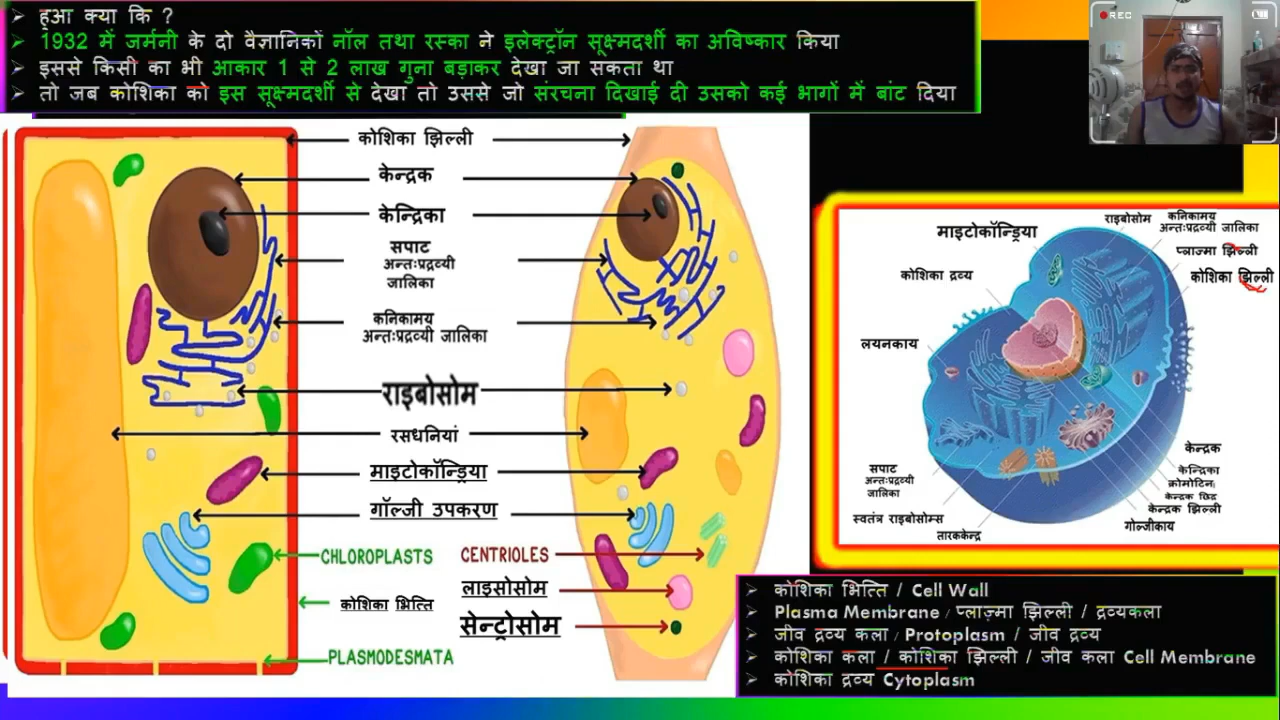 ➢ हुआ क्या कि ?
➢ 1932 में जर्मनी के दो वैज्ञानिकों नॉल तथा रस्का ने इलेक्ट्रॉन सूक्ष्मदर्शी का अविष्कार किया
➢ इससे किसी का भी आकार 1 से 2 लाख गुना बड़ाकर देखा जा सकता था
➢ तो जब कोशिका को इस सूक्ष्मदर्शी से देखा तो उससे जो संरचना दिखाई दी उसको कई भागों में बांट दिया
REC
कोशिका झिल्ली
केन्द्रक
केन्द्रिका
सपाट
अन्तःप्रद्रव्यी
जालिका
कनिकामय
अन्तःप्रद्रव्यी जालिका
राइबोसोम
रसधनियां
माइटोकॉन्ड्रिया
गॉल्जी उपकरण
CHLOROPLASTS
CENTRIOLES
लाइसोसोम
कोशिका भित्ति
सेन्ट्रोसोम
PLASMODESMATA
माइटोकॉन्ड्रिया
राइबोसोम
कनिकामय
अन्तःप्रद्रव्यी जालिका
प्लाज्मा झिल्ली
कोशिका झिल्ली
कोशिका द्रव्य
लयनकाय
केन्द्रक
केन्द्रिका
क्रोमोटिन
केन्द्रक छिद्र
केन्द्रक झिल्ली
गोल्जीकाय
सपाट
अन्तःप्रद्रव्यी
जालिका
स्वतंत्र राइबोसोम्स
तारककेन्द्र
➢ कोशिका भित्ति / Cell Wall
➢ Plasma Membrane / प्लाज़्मा झिल्ली / द्रव्यकला
➢ जीव द्रव्य कला / Protoplasm / जीव द्रव्य
➢ कोशिका कला / कोशिका झिल्ली / जीव कला Cell Membrane
➢ कोशिका द्रव्य Cytoplasm